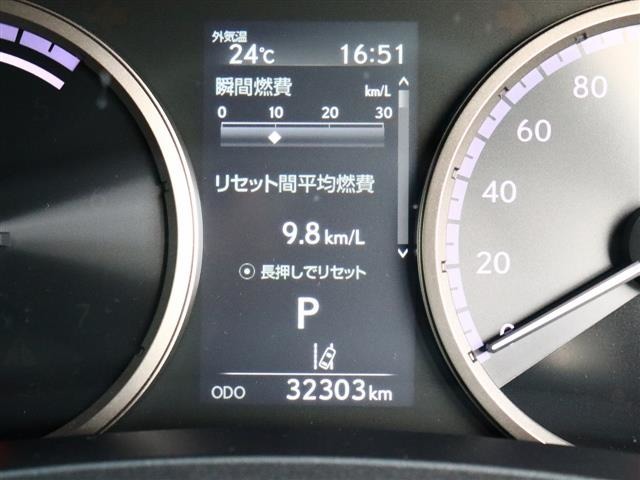 外気温
24℃ 16:51
瞬間燃費 km/L
0 10 20 30
リセット間平均燃費
9.8 km/L
長押しでリセット
P
ODO 32303 km
80
60
40
20
0